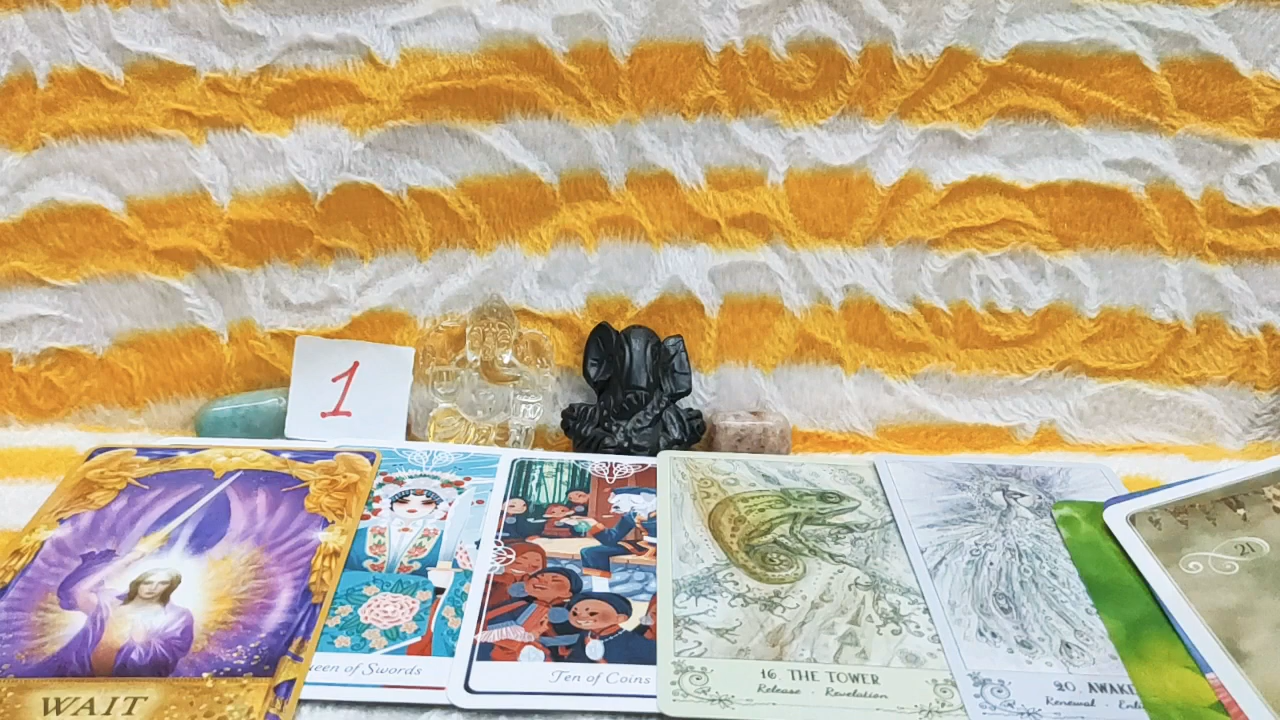 1
WAIT
Queen of Swords
Ten of Coins
16 THE TOWER
Release · Revelation
20. AWAKE
Renewal ·
21